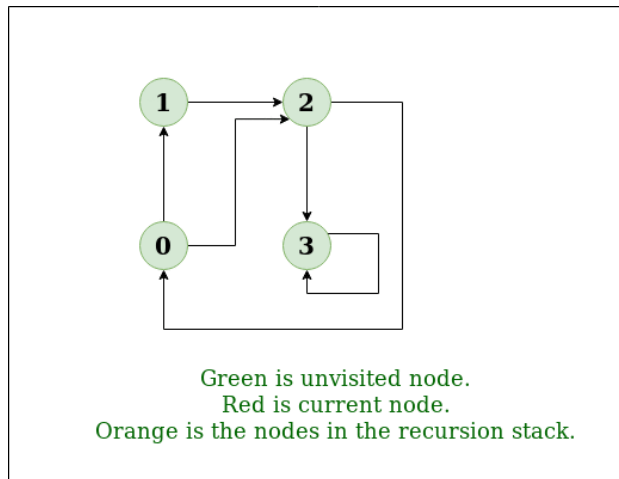 1 2
0 3
Green is unvisited node.
Red is current node.
Orange is the nodes in the recursion stack.